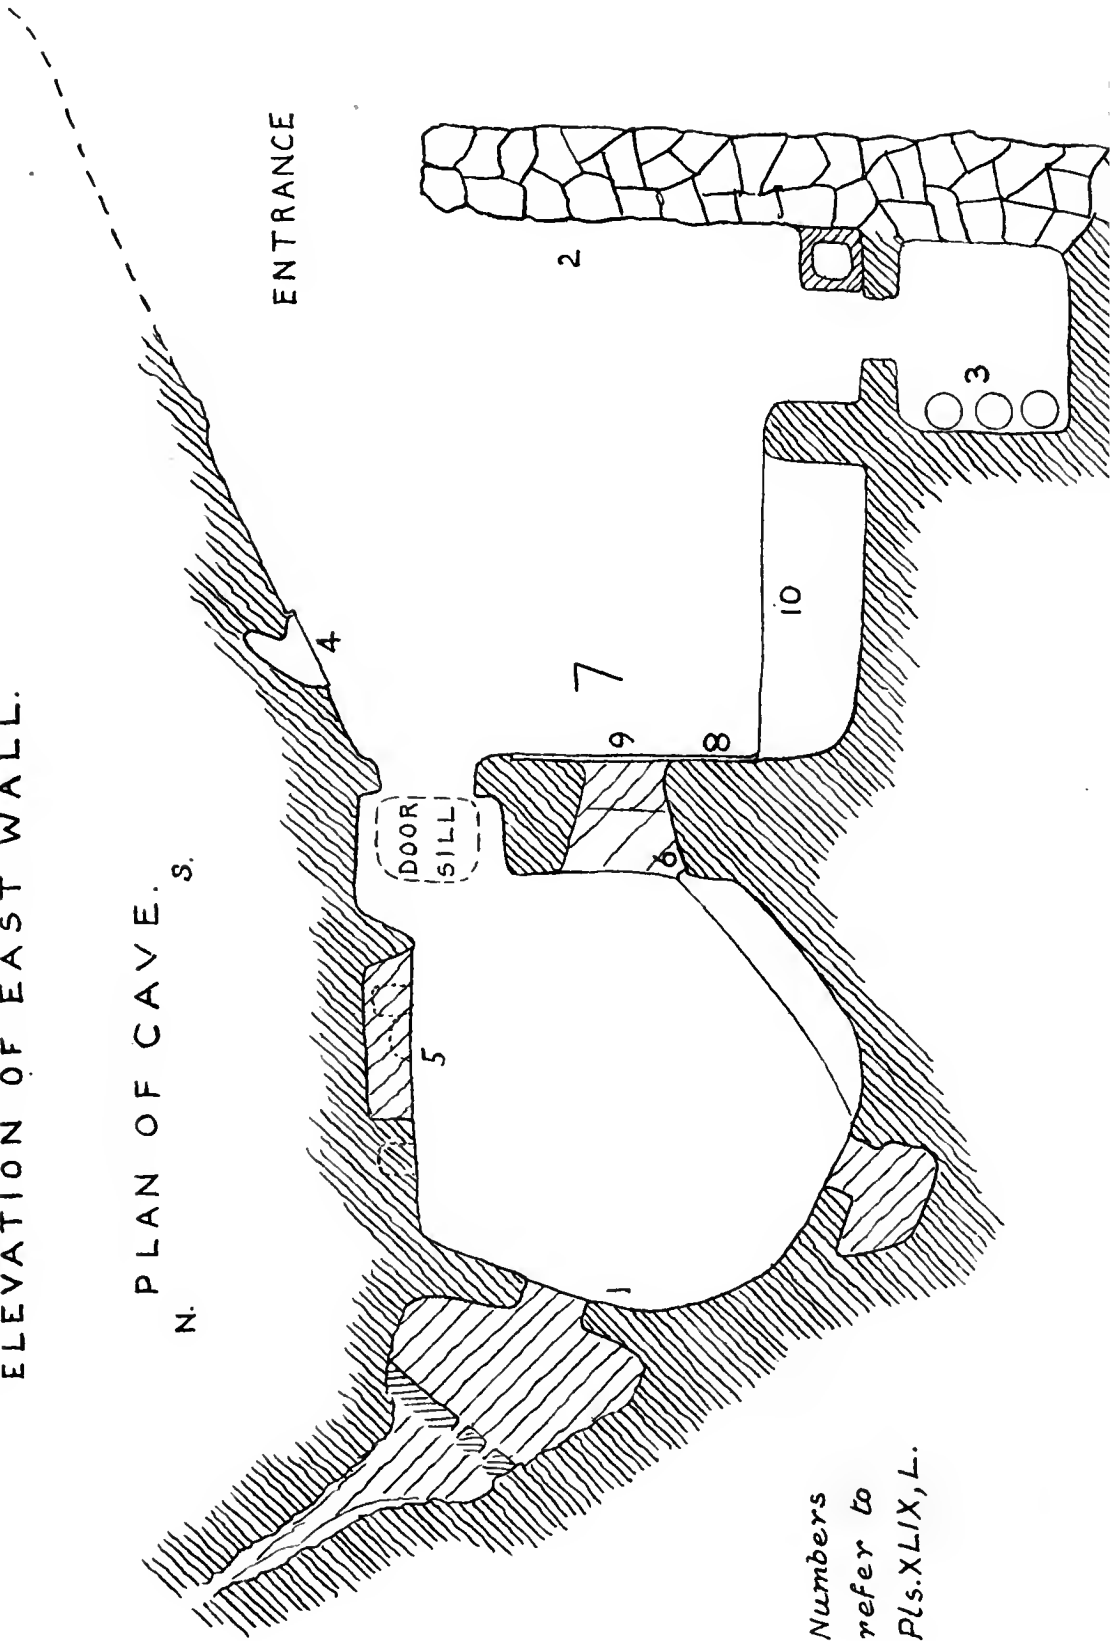 ELEVATION OF EAST WALL.
PLAN OF CAVE.
N.
S.
ENTRANCE
DOOR
SILL
1
2
3
4
5
6
7
8
9
10
Numbers
refer to
Pls. XLIX, L.